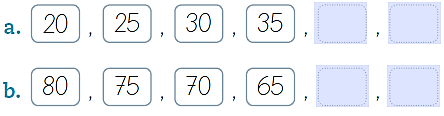 a. 20 , 25 , 30 , 35 , ,
b. 80 , 75 , 70 , 65 , ,